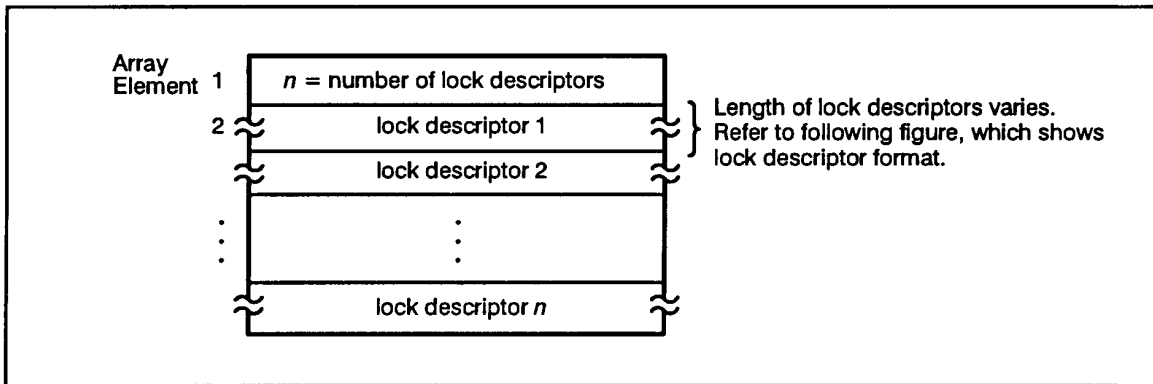 Array
Element 1
n = number of lock descriptors
2
lock descriptor 1
Length of lock descriptors varies.
Refer to following figure, which shows
lock descriptor format.
lock descriptor 2
lock descriptor n